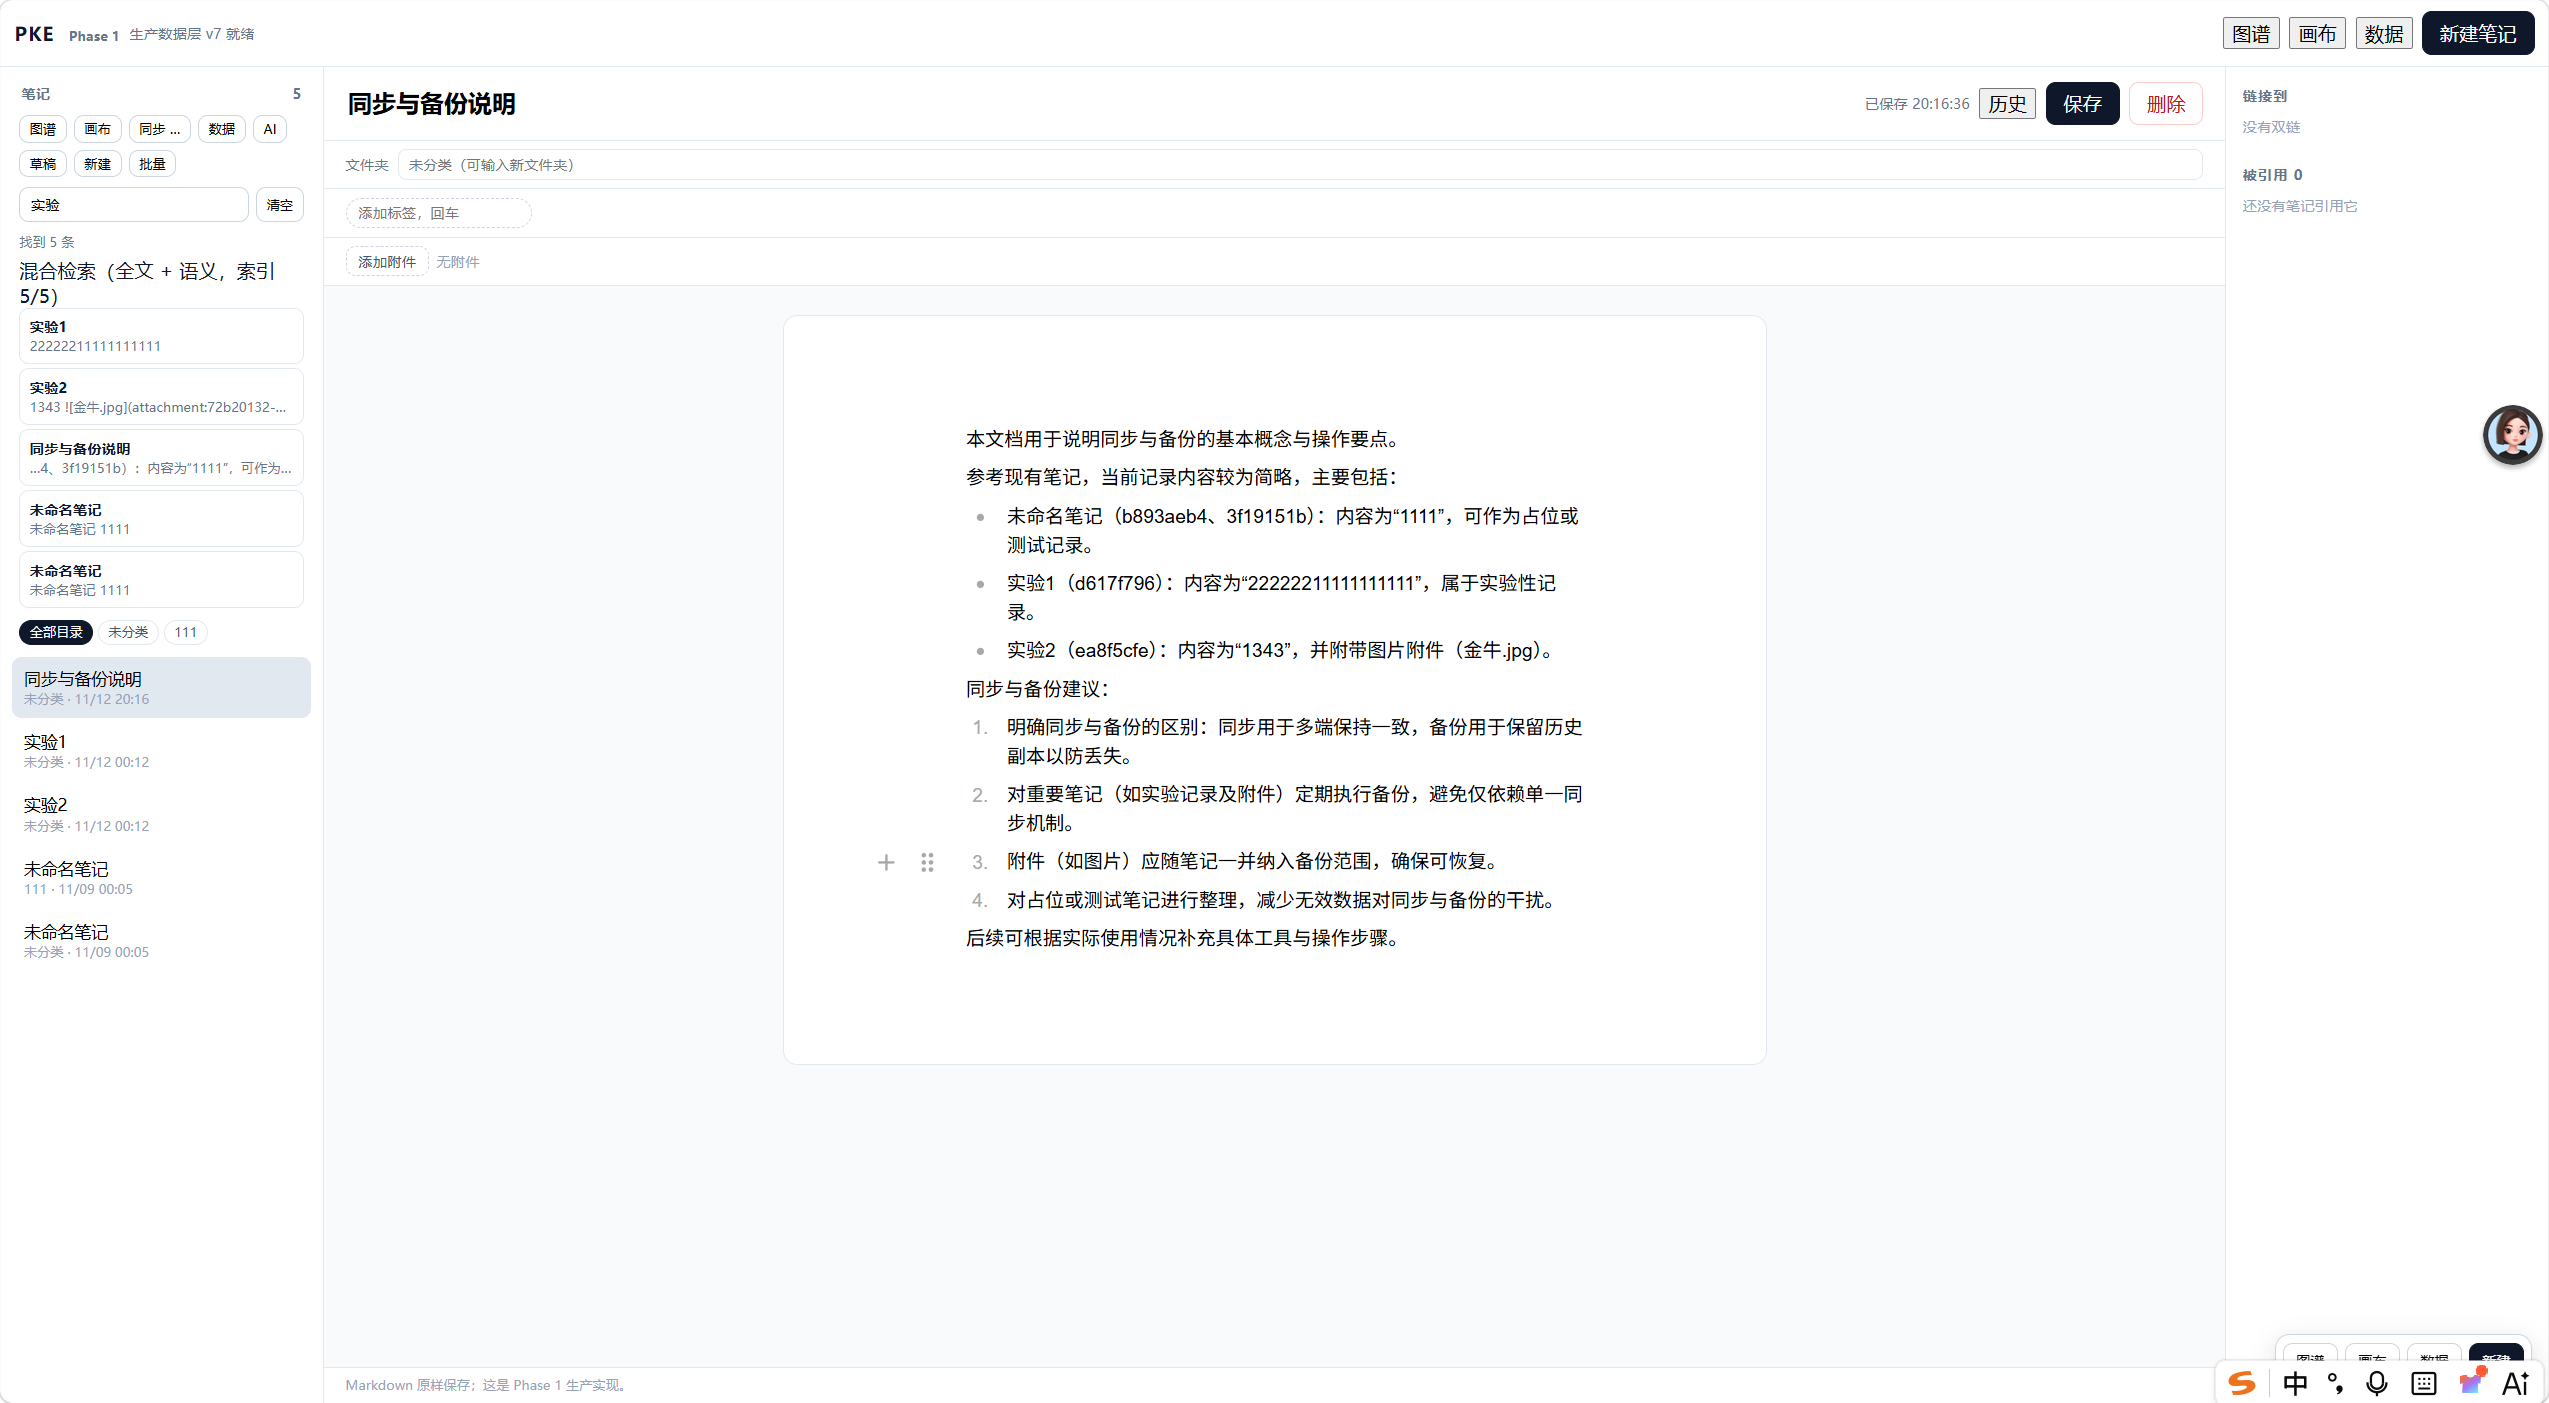 PKE Phase 1 生产数据层 v7 就绪
图谱 画布 数据 新建笔记
笔记 5
图谱 画布 同步 ... 数据 AI
草稿 新建 批量
实验 清空
找到 5 条
混合检索（全文 + 语义，索引
5/5）
实验1
22222211111111111
实验2
1343 ![金牛.jpg](attachment:72b20132-...
同步与备份说明
...4、3f19151b）：内容为“1111”，可作为...
未命名笔记
未命名笔记 1111
未命名笔记
未命名笔记 1111
全部目录 未分类 111
同步与备份说明
未分类 · 11/12 20:16
实验1
未分类 · 11/12 00:12
实验2
未分类 · 11/12 00:12
未命名笔记
111 · 11/09 00:05
未命名笔记
未分类 · 11/09 00:05
同步与备份说明
已保存 20:16:36 历史 保存 删除
文件夹 未分类（可输入新文件夹）
添加标签，回车
添加附件 无附件
本文档用于说明同步与备份的基本概念与操作要点。
参考现有笔记，当前记录内容较为简略，主要包括：
• 未命名笔记（b893aeb4、3f19151b）：内容为“1111”，可作为占位或
测试记录。
• 实验1（d617f796）：内容为“22222211111111111”，属于实验性记
录。
• 实验2（ea8f5cfe）：内容为“1343”，并附带图片附件（金牛.jpg）。
同步与备份建议：
1. 明确同步与备份的区别：同步用于多端保持一致，备份用于保留历史
副本以防丢失。
2. 对重要笔记（如实验记录及附件）定期执行备份，避免仅依赖单一同
步机制。
3. 附件（如图片）应随笔记一并纳入备份范围，确保可恢复。
4. 对占位或测试笔记进行整理，减少无效数据对同步与备份的干扰。
后续可根据实际使用情况补充具体工具与操作步骤。
Markdown 原样保存；这是 Phase 1 生产实现。
链接到
没有双链
被引用 0
还没有笔记引用它
图谱 画布 数据 新建
中 Ai